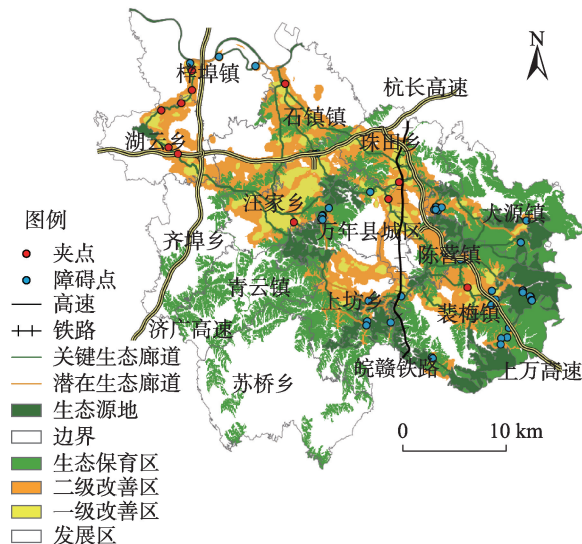 N
梓埠镇
杭长高速
石镇镇
湖云乡
珠田乡
汪家乡
大源镇
万年县城区
齐埠乡
陈营镇
青云镇
上坊乡
裴梅镇
济广高速
皖赣铁路
上万高速
苏桥乡
0 10 km
图例
夹点
障碍点
高速
铁路
关键生态廊道
潜在生态廊道
生态源地
边界
生态保育区
二级改善区
一级改善区
发展区